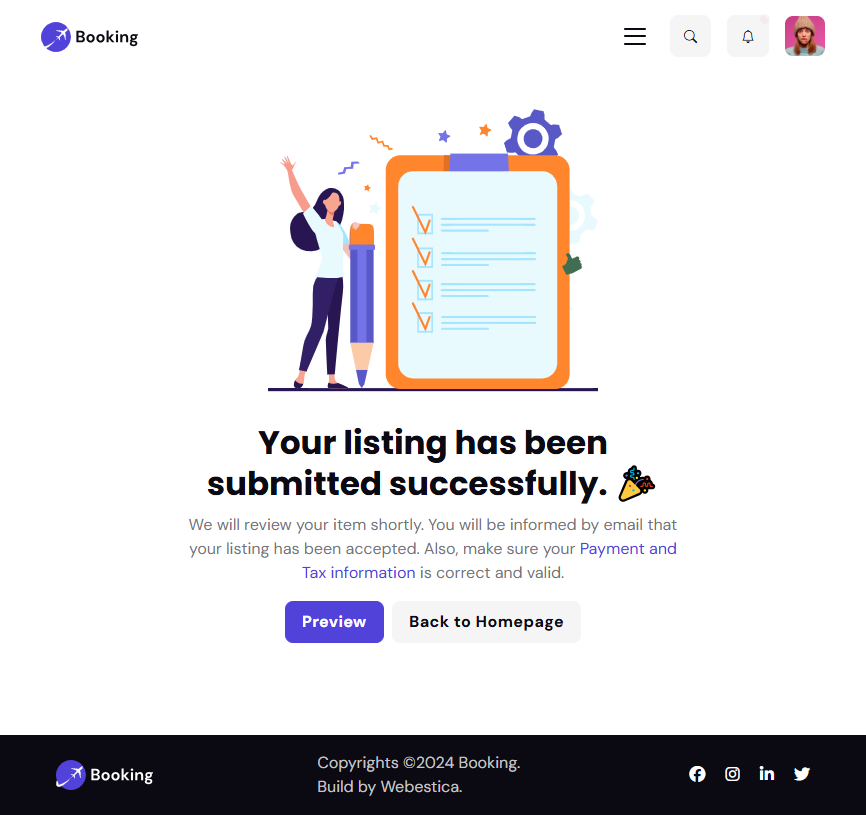 Booking
Your listing has been
submitted successfully. 🎉
We will review your item shortly. You will be informed by email that
your listing has been accepted. Also, make sure your Payment and
Tax information is correct and valid.
Preview
Back to Homepage
Booking
Copyrights ©2024 Booking.
Build by Webestica.